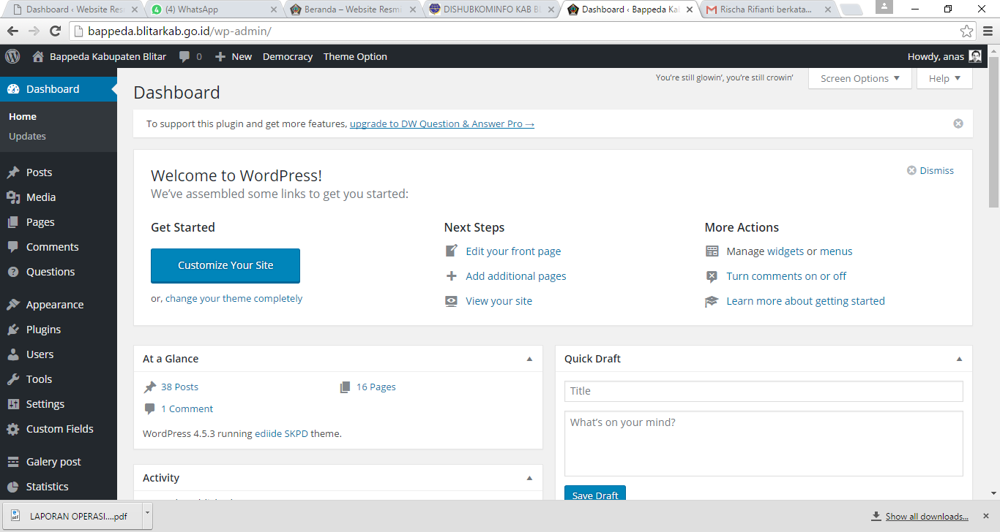 Dashboard ‹ Website Res
(4) WhatsApp
Beranda – Website Resmi
DISHUBKOMINFO KAB BL
Dashboard ‹ Bappeda Ka
Rischa Rifianti berkata...
bappeda.blitarkab.go.id/wp-admin/
Bappeda Kabupaten Blitar
0
New
Democracy
Theme Option
Howdy, anas
Dashboard
Home
Updates
Posts
Media
Pages
Comments
Questions
Appearance
Plugins
Users
Tools
Settings
Custom Fields
Galery post
Statistics
You're still glowin', you're still crowin'
Screen Options
Help
Dashboard
To support this plugin and get more features, upgrade to DW Question & Answer Pro →
Welcome to WordPress!
We've assembled some links to get you started:
Dismiss
Get Started
Customize Your Site
or, change your theme completely
Next Steps
Edit your front page
Add additional pages
View your site
More Actions
Manage widgets or menus
Turn comments on or off
Learn more about getting started
At a Glance
38 Posts
16 Pages
1 Comment
WordPress 4.5.3 running ediide SKPD theme.
Activity
Quick Draft
Title
What's on your mind?
Save Draft
LAPORAN OPERASI....pdf
Show all downloads...